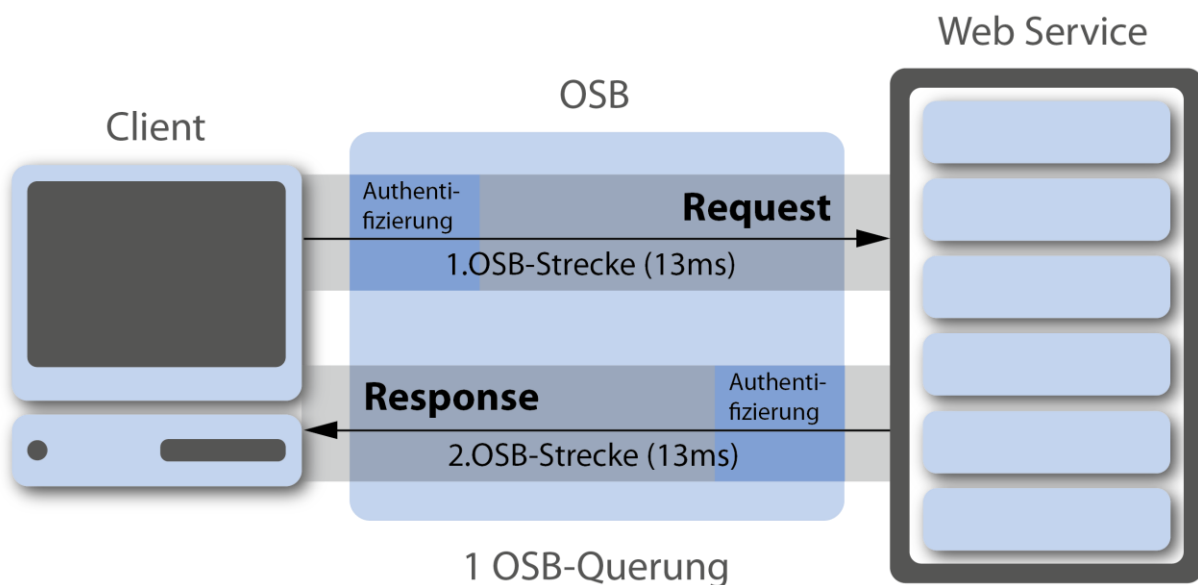 Web Service
OSB
Client
Authenti-
fizierung
Request
1.OSB-Strecke (13ms)
Response
Authenti-
fizierung
2.OSB-Strecke (13ms)
1 OSB-Querung